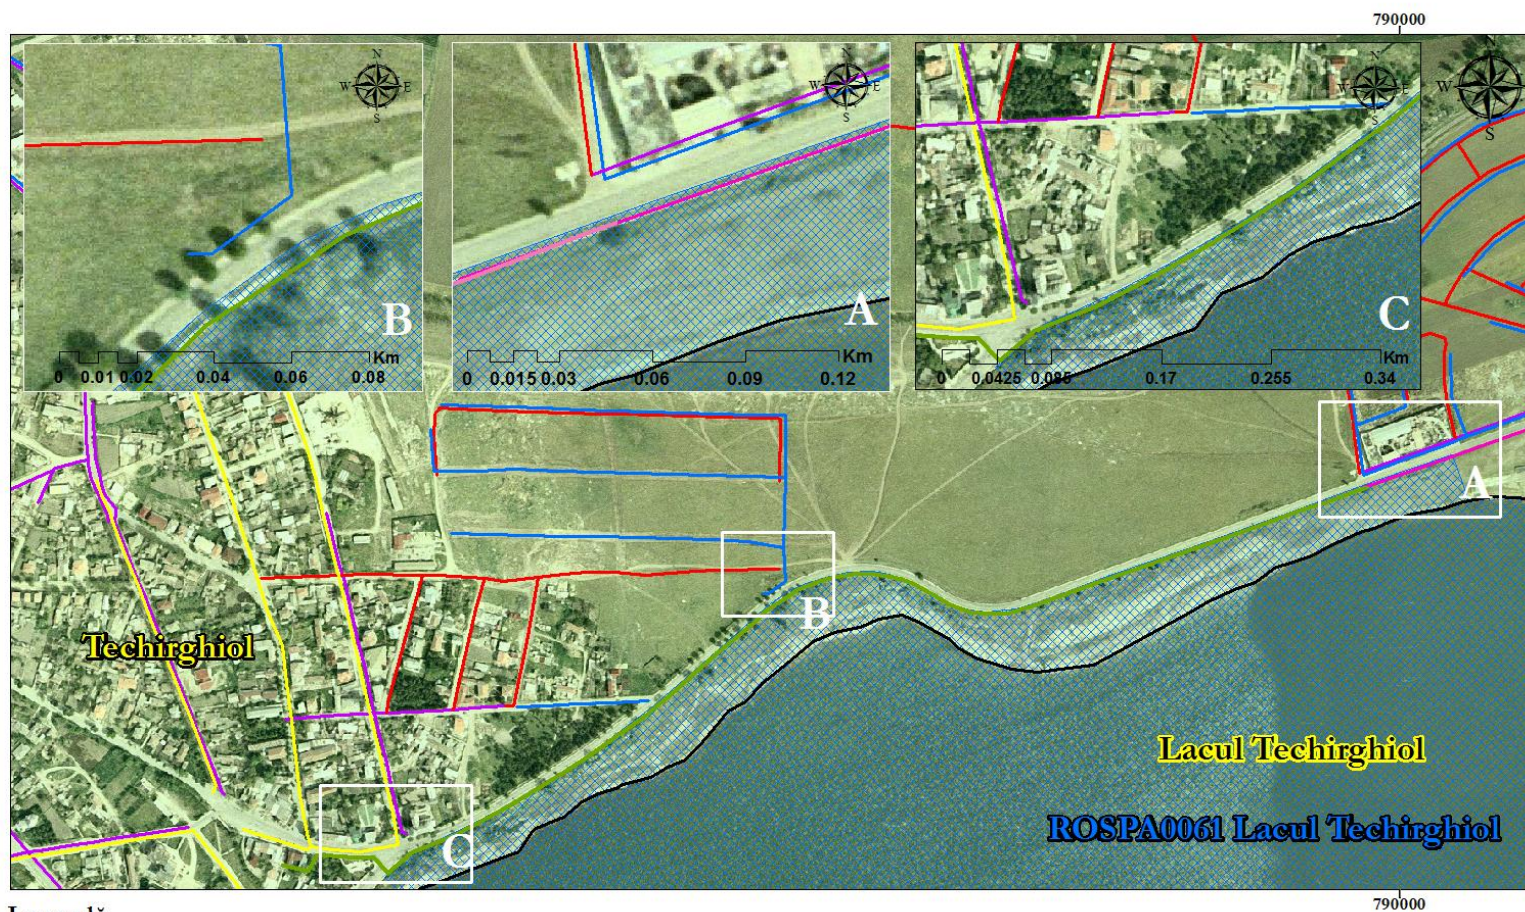 790000
N
W E
S
B
0 0.01 0.02 0.04 0.06 0.08 Km
N
W E
S
A
0 0.015 0.03 0.06 0.09 0.12 Km
N
W E
S
C
0 0.0425 0.085 0.17 0.255 0.34 Km
N
W
S
A
B
C
Techirghiol
Lacul Techirghiol
ROSPA0061 Lacul Techirghiol
790000